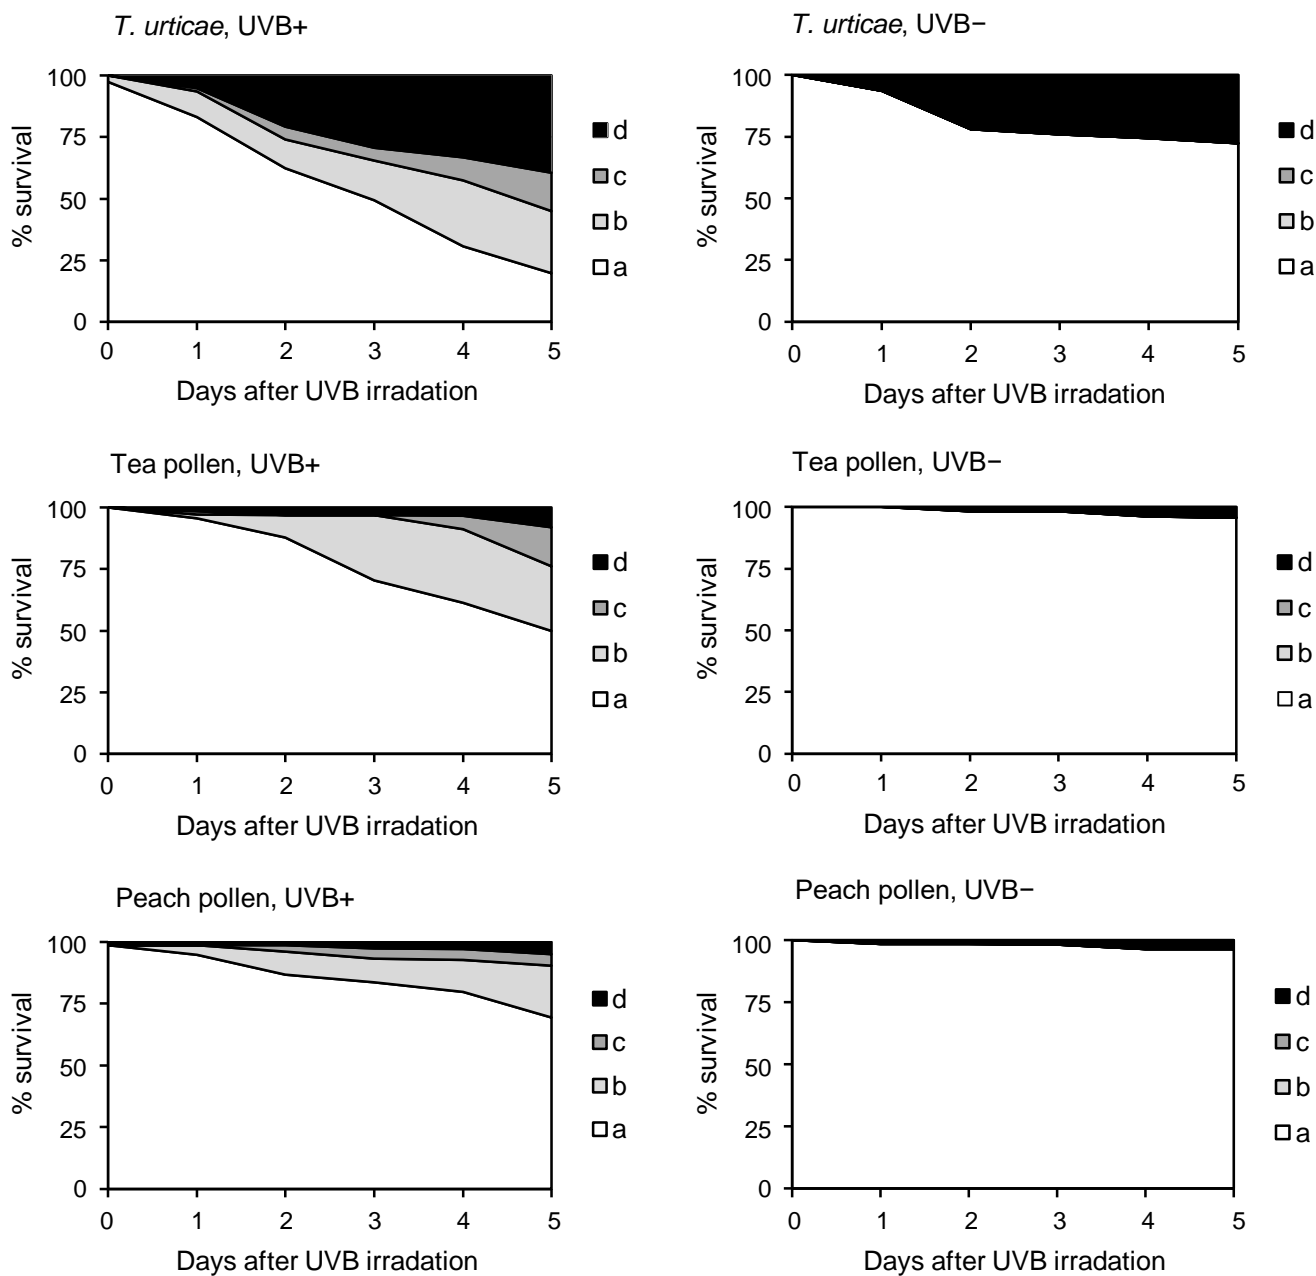 T. urticae, UVB+
100
75
50
25
0
% survival
0 1 2 3 4 5
Days after UVB irradation
d
c
b
a
T. urticae, UVB−
100
75
50
25
0
% survival
0 1 2 3 4 5
Days after UVB irradation
d
c
b
a
Tea pollen, UVB+
100
75
50
25
0
% survival
0 1 2 3 4 5
Days after UVB irradation
d
c
b
a
Tea pollen, UVB−
100
75
50
25
0
% survival
0 1 2 3 4 5
Days after UVB irradation
d
c
b
a
Peach pollen, UVB+
100
75
50
25
0
% survival
0 1 2 3 4 5
Days after UVB irradation
d
c
b
a
Peach pollen, UVB−
100
75
50
25
0
% survival
0 1 2 3 4 5
Days after UVB irradation
d
c
b
a